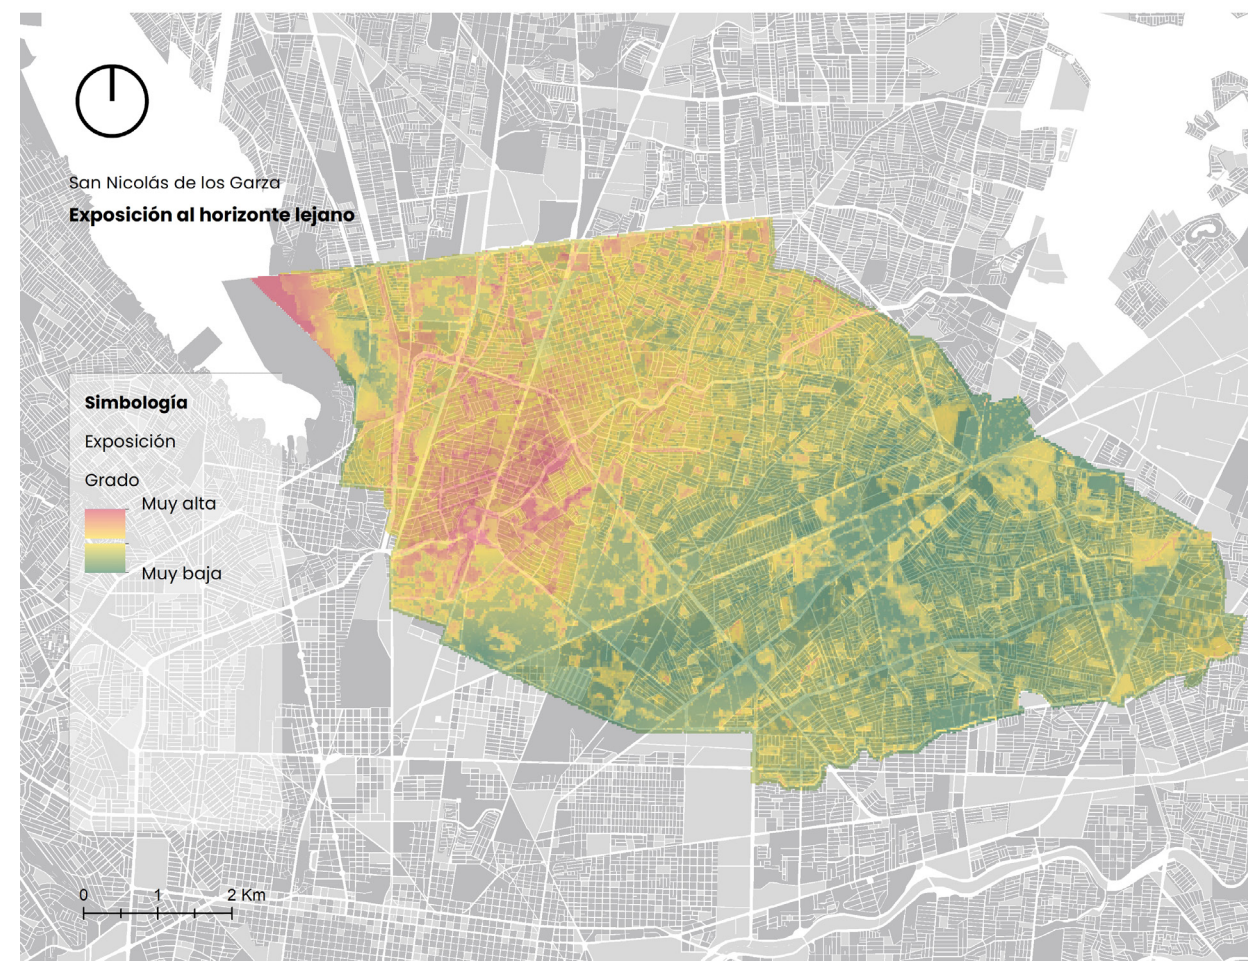 San Nicolás de los Garza
Exposición al horizonte lejano
Simbología
Exposición
Grado
Muy alta
Muy baja
0 1 2 Km